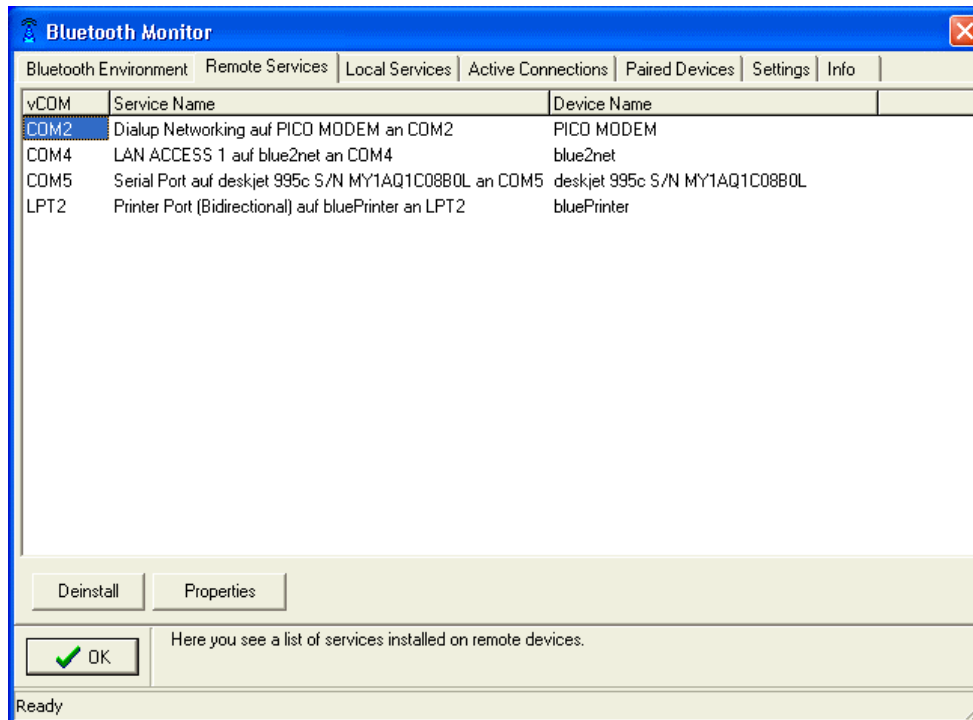 Bluetooth Monitor
Bluetooth Environment Remote Services Local Services Active Connections Paired Devices Settings Info
vCOM Service Name Device Name
COM2 Dialup Networking auf PICO MODEM an COM2 PICO MODEM
COM4 LAN ACCESS 1 auf blue2net an COM4 blue2net
COM5 Serial Port auf deskjet 995c S/N MY1AQ1C08B0L an COM5 deskjet 995c S/N MY1AQ1C08B0L
LPT2 Printer Port (Bidirectional) auf bluePrinter an LPT2 bluePrinter
Deinstall Properties
OK Here you see a list of services installed on remote devices.
Ready